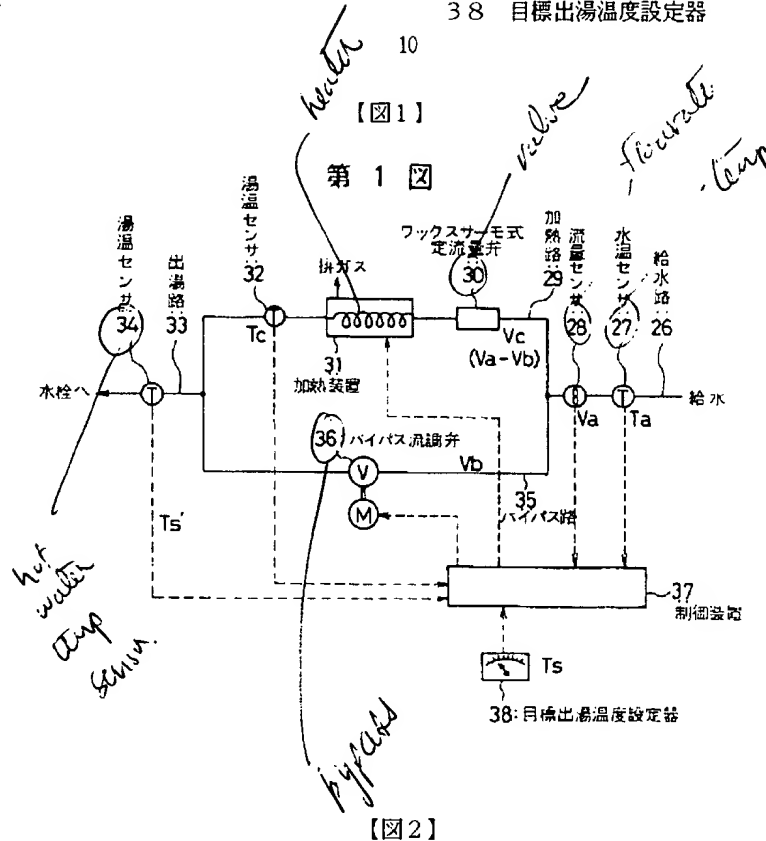 38 目標出湯温度設定器
10
heater
【図1】
valve
flowrate
temp
第 1 図
湯温センサ
34
出湯路
33
湯温センサ
32
排ガス
ワックスサーモ式
定流量弁
30
加熱路
29
流量センサ
28
水温センサ
27
給水路
26
T
Tc
31
加熱装置
Vc
(Va-Vb)
水栓へ
T
Va
T
Ta
給水
36
バイパス流調弁
V
Vb
35
バイパス路
M
Ts'
37
制御装置
hot
water
temp
sensor.
Ts
38:目標出湯温度設定器
bypass
【図2】